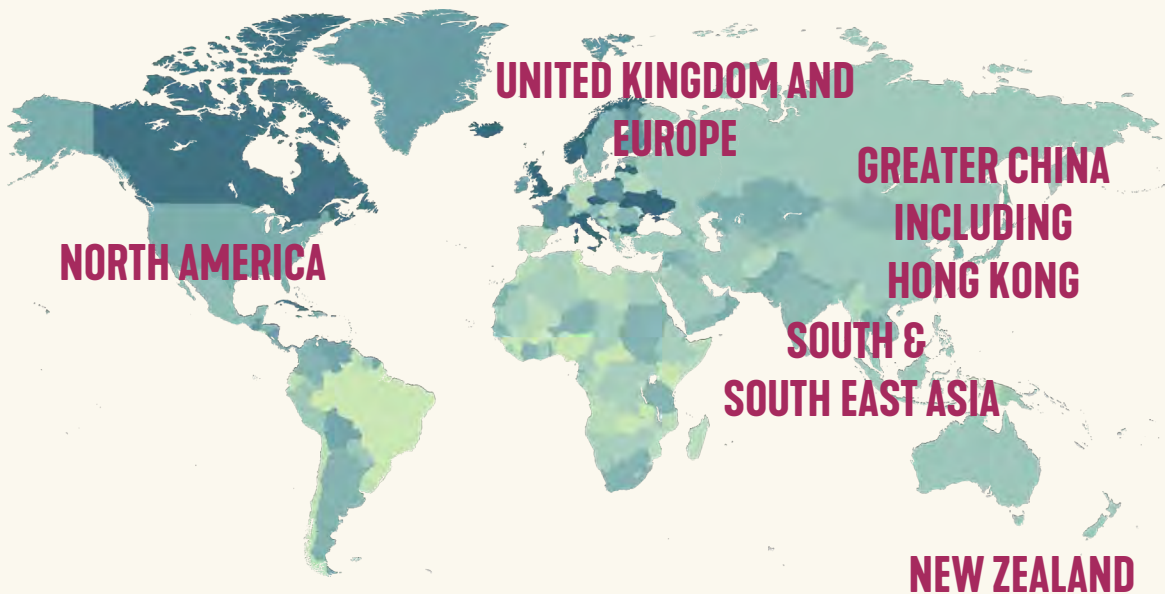 UNITED KINGDOM AND
EUROPE
GREATER CHINA
INCLUDING
HONG KONG
NORTH AMERICA
SOUTH &
SOUTH EAST ASIA
NEW ZEALAND